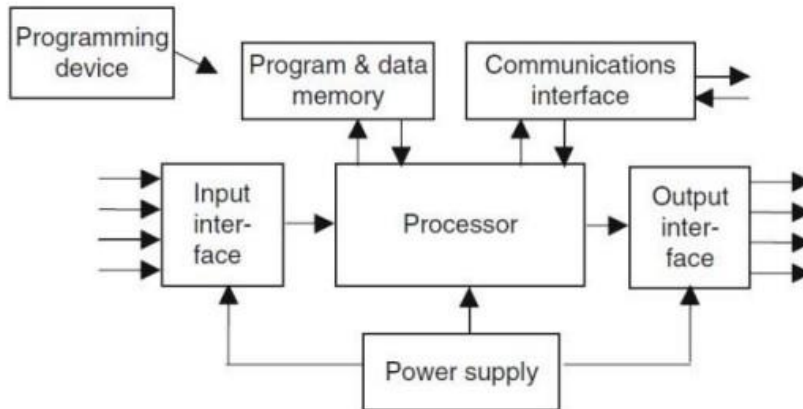 Programming
device
Program & data
memory
Communications
interface
Input
inter-
face
Processor
Output
inter-
face
Power supply